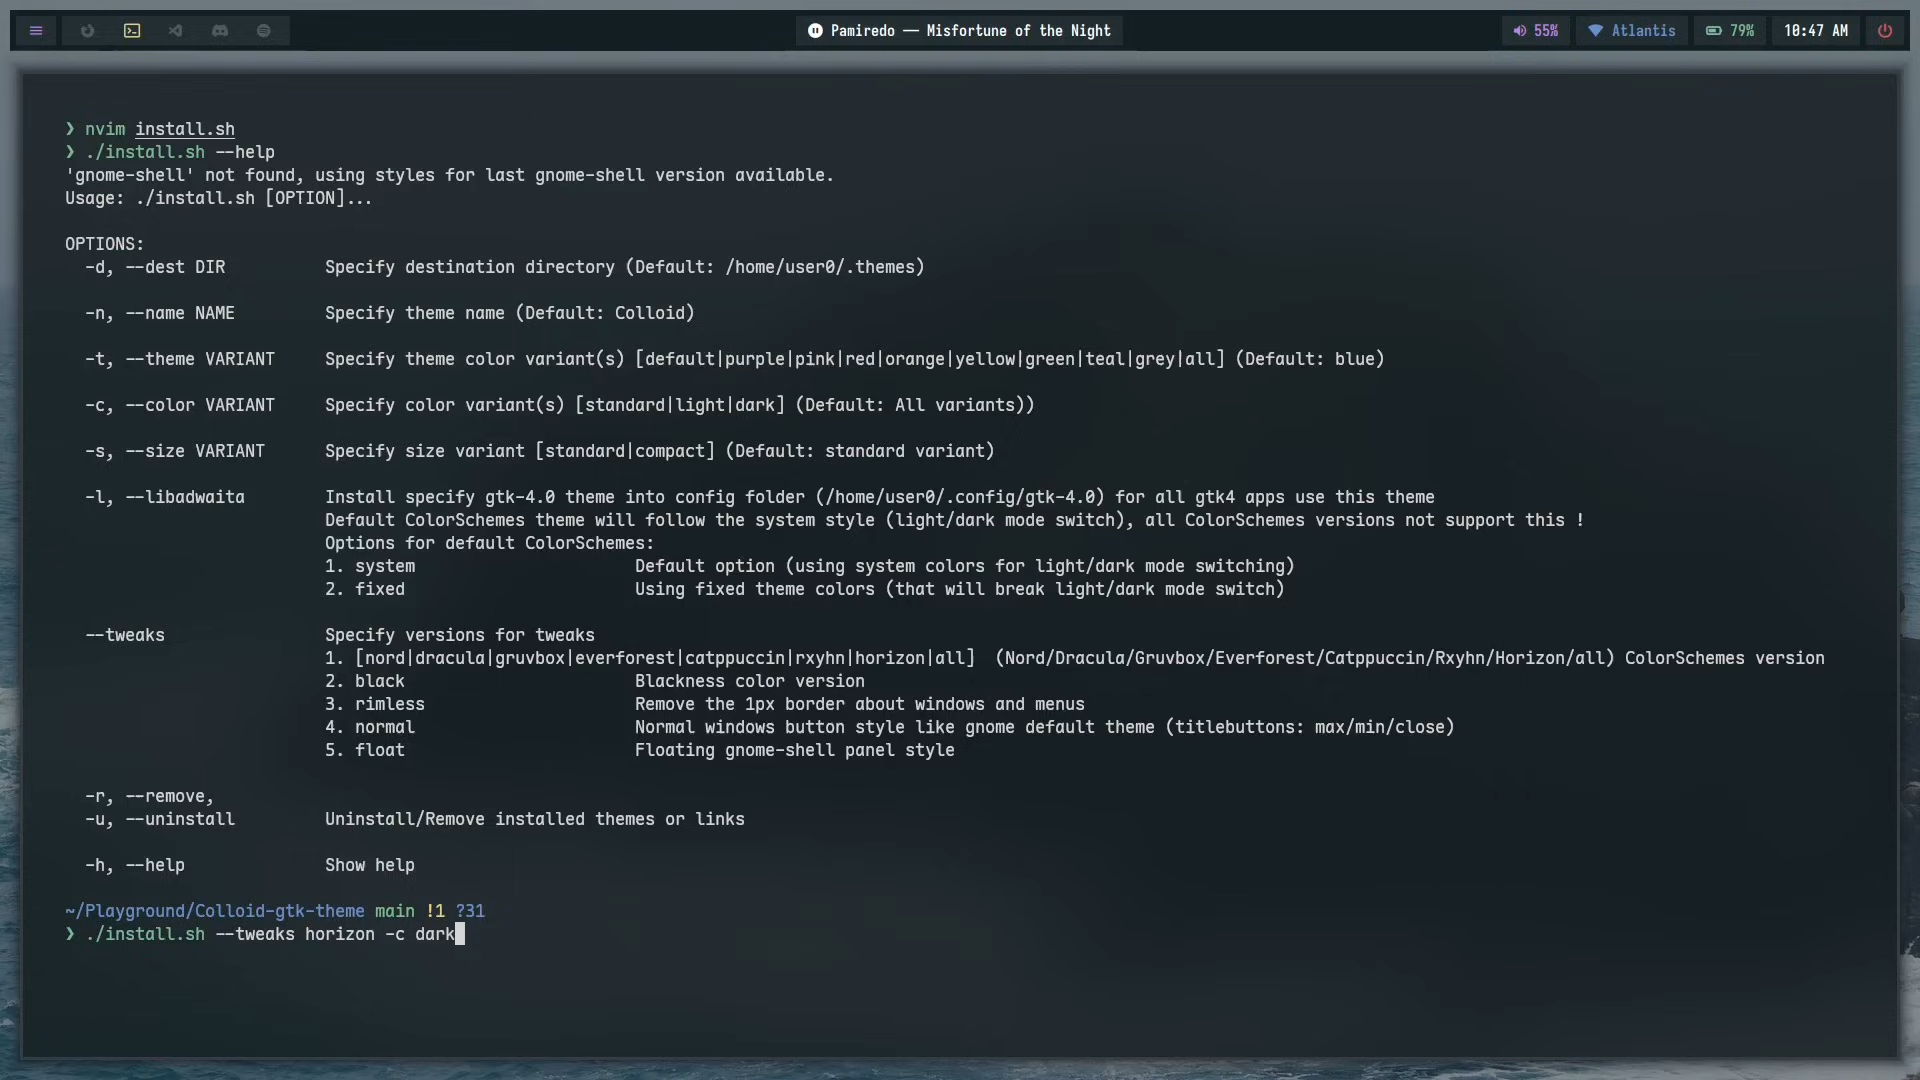 Pamiredo — Misfortune of the Night
55%
Atlantis
79%
10:47 AM
❯ nvim install.sh
❯ ./install.sh --help
'gnome-shell' not found, using styles for last gnome-shell version available.
Usage: ./install.sh [OPTION]...
OPTIONS:
-d, --dest DIR Specify destination directory (Default: /home/user0/.themes)
-n, --name NAME Specify theme name (Default: Colloid)
-t, --theme VARIANT Specify theme color variant(s) [default|purple|pink|red|orange|yellow|green|teal|grey|all] (Default: blue)
-c, --color VARIANT Specify color variant(s) [standard|light|dark] (Default: All variants))
-s, --size VARIANT Specify size variant [standard|compact] (Default: standard variant)
-l, --libadwaita Install specify gtk-4.0 theme into config folder (/home/user0/.config/gtk-4.0) for all gtk4 apps use this theme
Default ColorSchemes theme will follow the system style (light/dark mode switch), all ColorSchemes versions not support this !
Options for default ColorSchemes:
1. system Default option (using system colors for light/dark mode switching)
2. fixed Using fixed theme colors (that will break light/dark mode switch)
--tweaks Specify versions for tweaks
1. [nord|dracula|gruvbox|everforest|catppuccin|rxyhn|horizon|all] (Nord/Dracula/Gruvbox/Everforest/Catppuccin/Rxyhn/Horizon/all) ColorSchemes version
2. black Blackness color version
3. rimless Remove the 1px border about windows and menus
4. normal Normal windows button style like gnome default theme (titlebuttons: max/min/close)
5. float Floating gnome-shell panel style
-r, --remove,
-u, --uninstall Uninstall/Remove installed themes or links
-h, --help Show help
~/Playground/Colloid-gtk-theme main !1 ?31
❯ ./install.sh --tweaks horizon -c dark